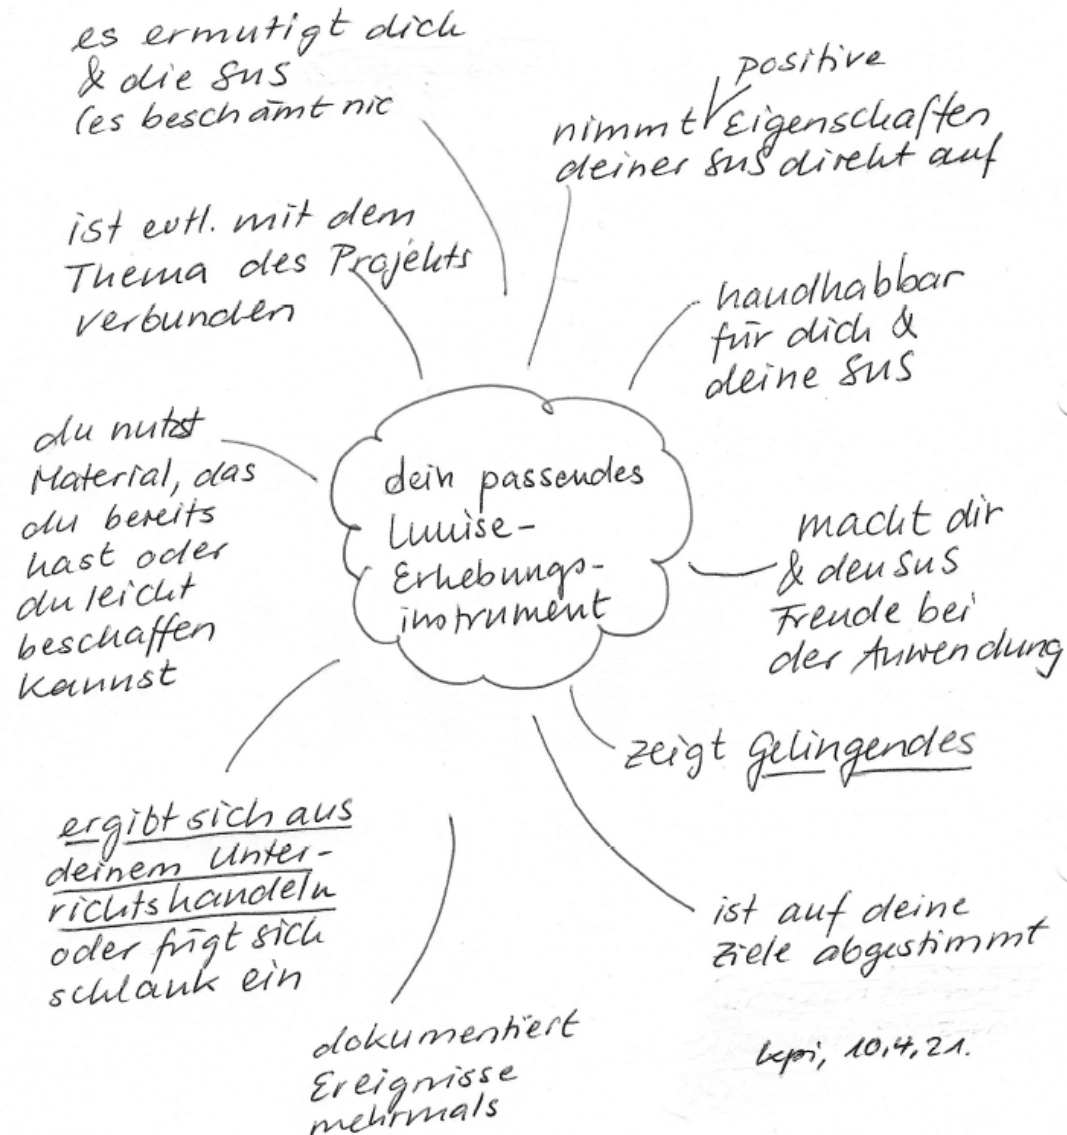 es ermutigt dich
& die SuS
(es beschämt nie
positive
nimmt Eigenschaften
deiner SuS direkt auf
ist evtl. mit dem
Thema des Projekts
verbunden
handhabbar
für dich &
deine SuS
du nutzt
Material, das
du bereits
hast oder
du leicht
beschaffen
kannst
dein passendes
Luuise-
Erhebungs-
instrument
macht dir
& den SuS
Freude bei
der Anwendung
zeigt Gelingendes
ergibt sich aus
deinem Unter-
richtshandeln
oder fügt sich
schlank ein
ist auf deine
Ziele abgestimmt
dokumentiert
Ereignisse
mehrmals
10.4.21.